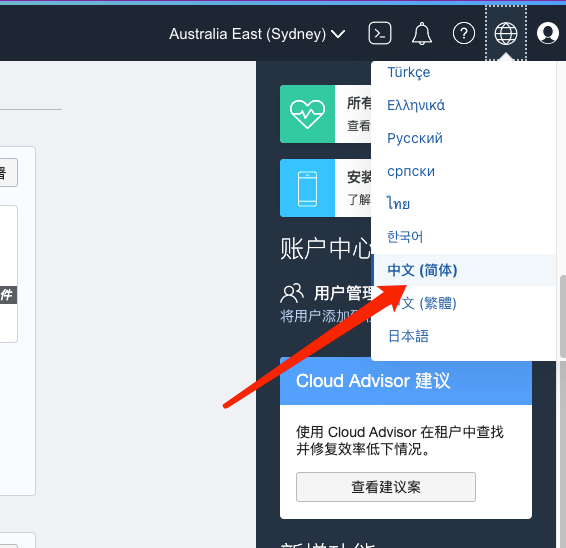 Australia East (Sydney)
Türkçe
Ελληνικά
Русский
српски
ไทย
한국어
中文 (简体)
中文 (繁體)
日本語
所有
查看
安装
了解
账户中心
用户管理
将用户添加到
Cloud Advisor 建议
使用 Cloud Advisor 在租户中查找
并修复效率低下情况。
查看建议案
件